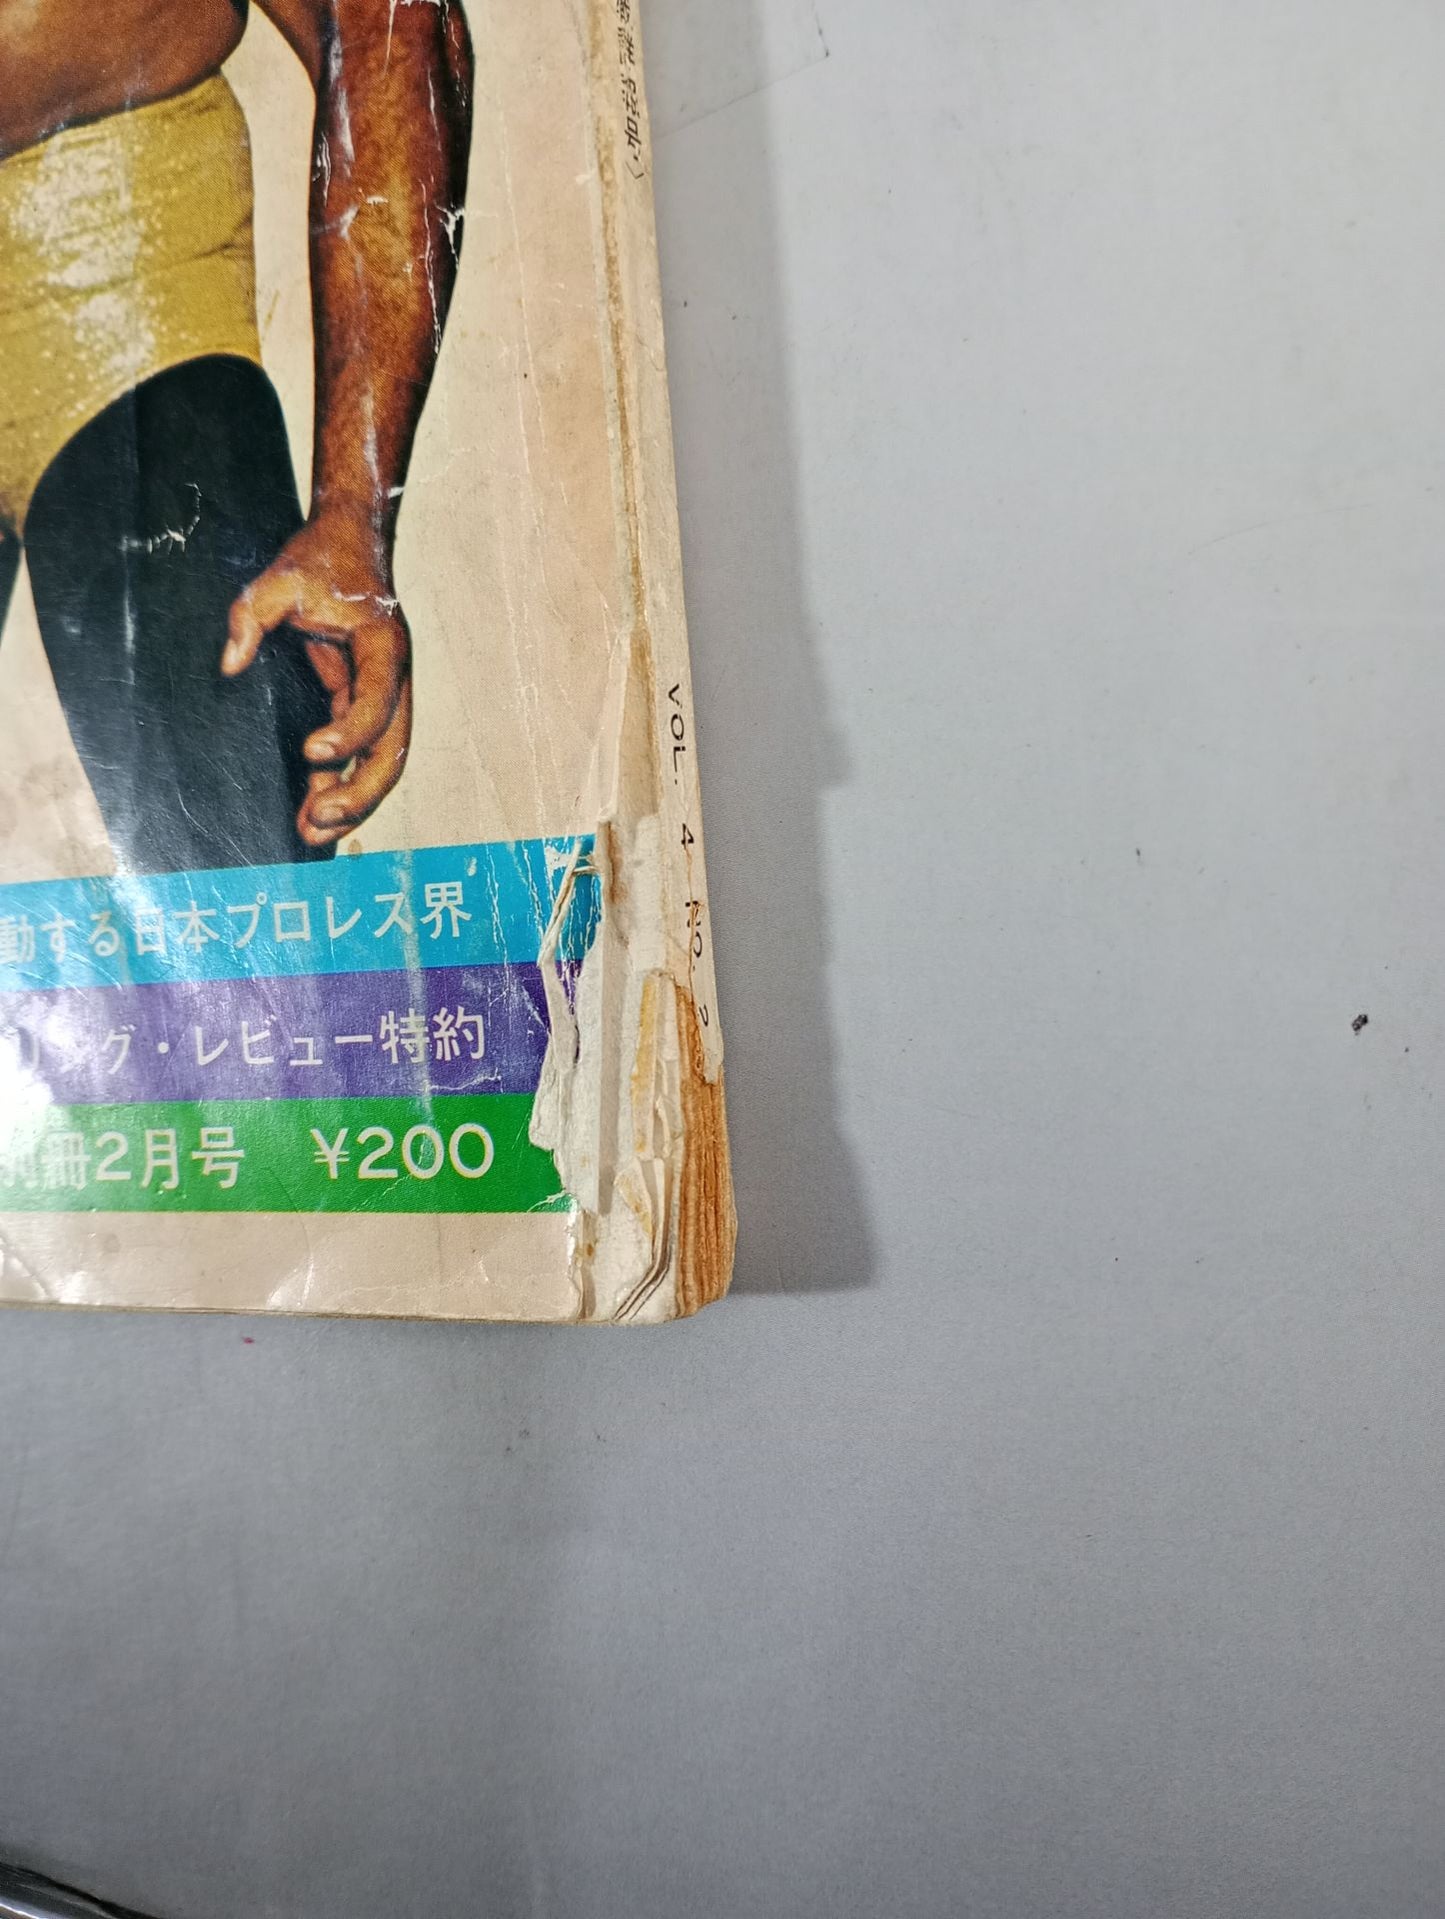 動する日本プロレス界
リング・レビュー特約
別冊2月号　¥200
VOL. 4 NO. 2